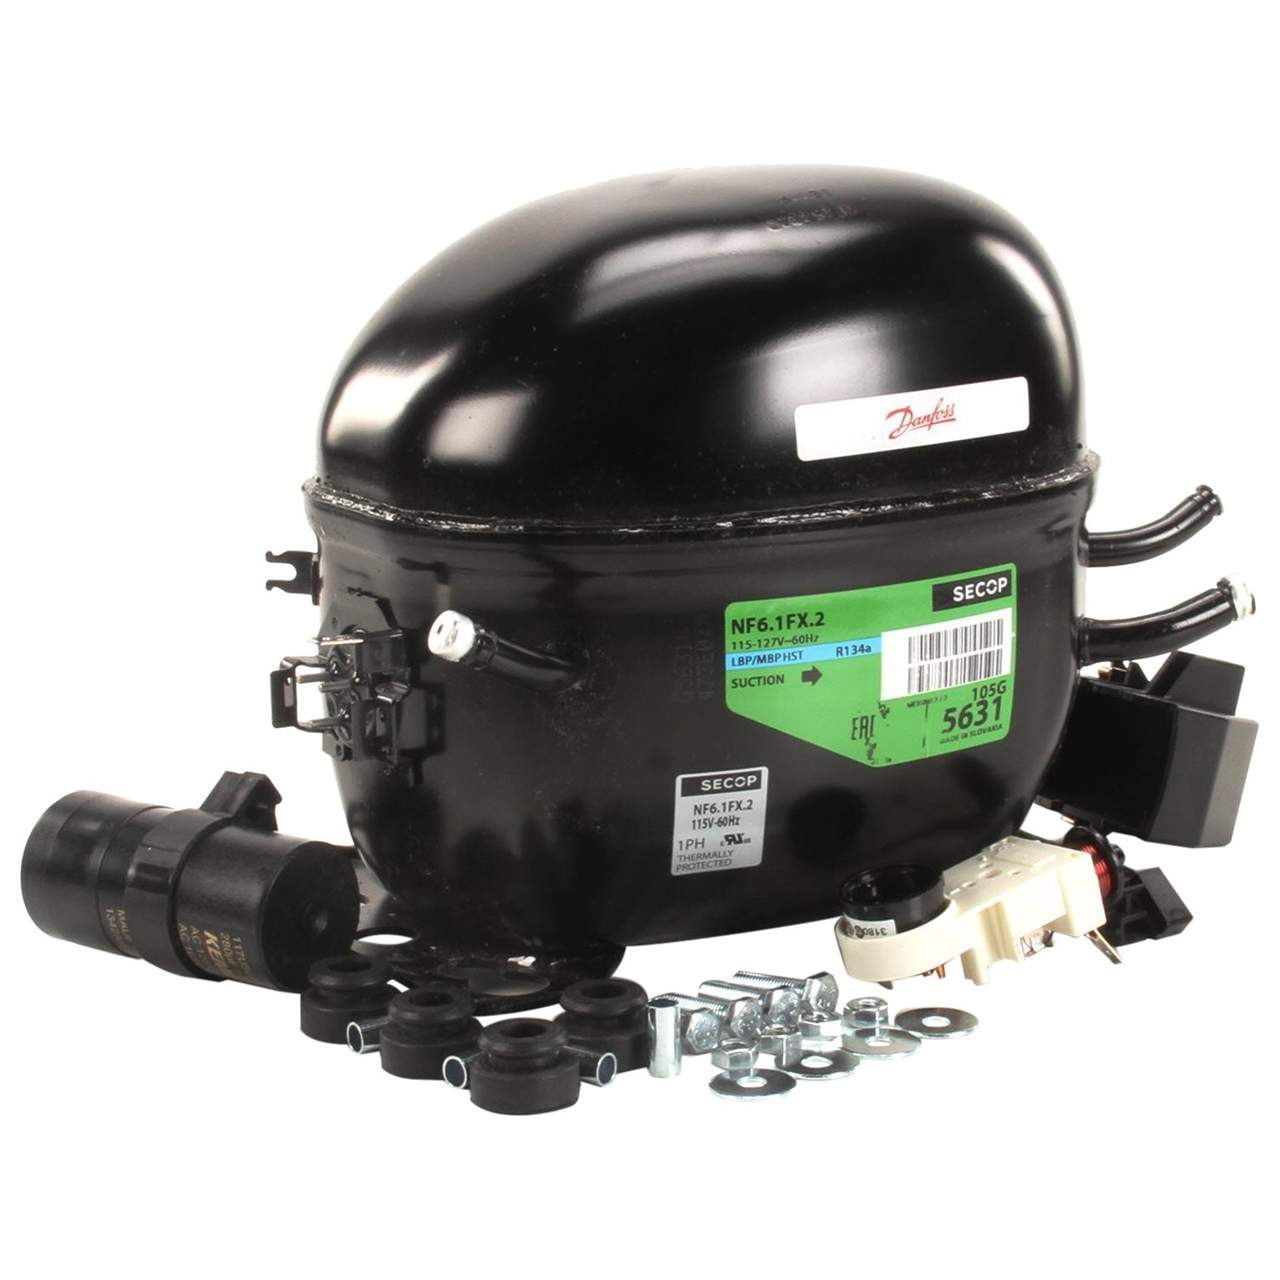 Danfoss
SECOP
NF6.1FX.2
115-127V~60Hz
LBP/MBP HST R134a
SUCTION
105G
5631
MADE IN SLOVAKIA
EAC
SECOP
NF6.1FX.2
115V-60Hz
1PH
THERMALLY
PROTECTED